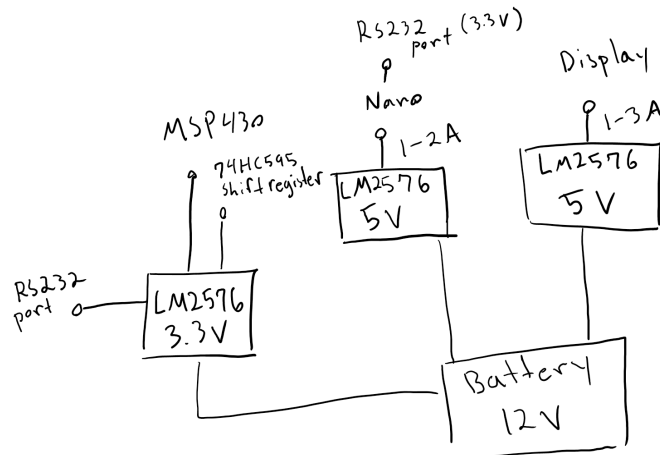 RS232
port (3.3V)
Nano
1-2A
LM2576
5V
Display
1-3A
LM2576
5V
MSP430
74HC595
shift register
RS232
port
LM2576
3.3V
Battery
12V